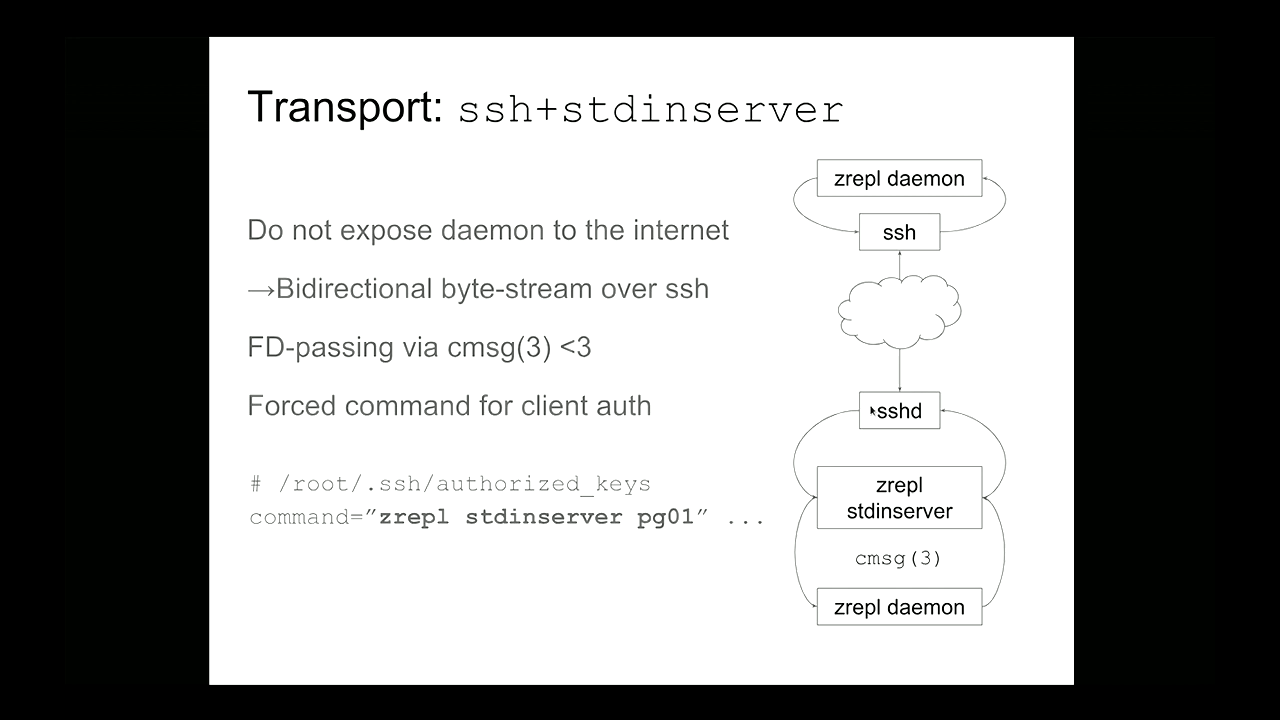 Transport: ssh+stdinserver
Do not expose daemon to the internet
→Bidirectional byte-stream over ssh
FD-passing via cmsg(3) <3
Forced command for client auth
# /root/.ssh/authorized_keys
command=”zrepl stdinserver pg01” ...
zrepl daemon
ssh
sshd
zrepl
stdinserver
cmsg(3)
zrepl daemon